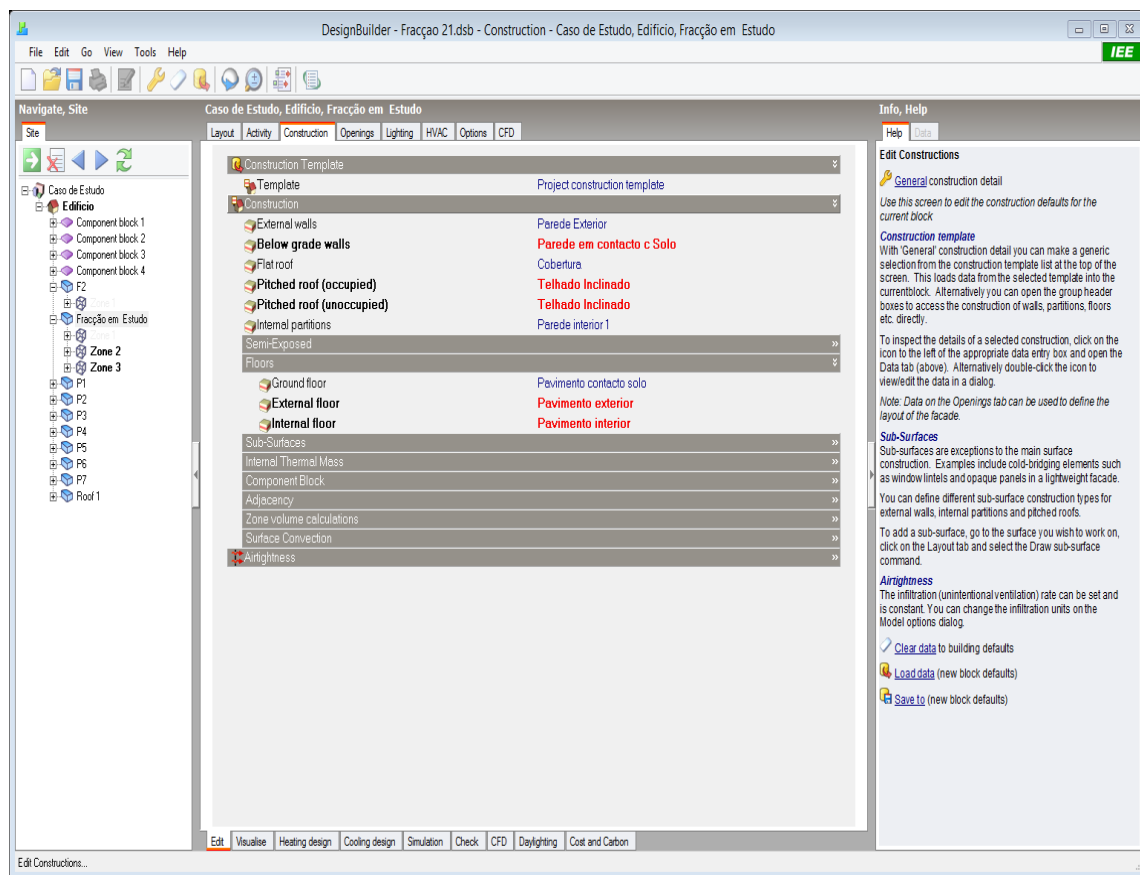 DesignBuilder - Fracçao 21.dsb - Construction - Caso de Estudo, Edificio, Fracção em Estudo
File Edit Go View Tools Help
IEE
Navigate, Site
Site
Caso de Estudo
Edificio
Component block 1
Component block 2
Component block 3
Component block 4
F2
Zone 1
Fracção em Estudo
Zone 1
Zone 2
Zone 3
P1
P2
P3
P4
P5
P6
P7
Roof 1
Caso de Estudo, Edificio, Fracção em Estudo
Layout Activity Construction Openings Lighting HVAC Options CFD
Construction Template
Template Project construction template
Construction
External walls Parede Exterior
Below grade walls Parede em contacto c Solo
Flat roof Cobertura
Pitched roof (occupied) Telhado Inclinado
Pitched roof (unoccupied) Telhado Inclinado
Internal partitions Parede interior 1
Semi-Exposed
Floors
Ground floor Pavimento contacto solo
External floor Pavimento exterior
Internal floor Pavimento interior
Sub-Surfaces
Internal Thermal Mass
Component Block
Adjacency
Zone volume calculations
Surface Convection
Airtightness
Edit Visualise Heating design Cooling design Simulation Check CFD Daylighting Cost and Carbon
Info, Help
Help Data
Edit Constructions
General construction detail
Use this screen to edit the construction defaults for the
current block
Construction template
With 'General' construction detail you can make a generic
selection from the construction template list at the top of the
screen. This loads data from the selected template into the
currentblock. Alternatively you can open the group header
boxes to access the construction of walls, partitions, floors
etc. directly.
To inspect the details of a selected construction, click on the
icon to the left of the appropriate data entry box and open the
Data tab (above). Alternatively double-click the icon to
view/edit the data in a dialog.
Note: Data on the Openings tab can be used to define the
layout of the facade.
Sub-Surfaces
Sub-surfaces are exceptions to the main surface
construction. Examples include cold-bridging elements such
as window lintels and opaque panels in a lightweight facade.
You can define different sub-surface construction types for
external walls, internal partitions and pitched roofs.
To add a sub-surface, go to the surface you wish to work on,
click on the Layout tab and select the Draw sub-surface
command.
Airtightness
The infiltration (unintentional ventilation) rate can be set and
is constant. You can change the infiltration units on the
Model options dialog.
Clear data to building defaults
Load data (new block defaults)
Save to (new block defaults)
Edit Constructions...